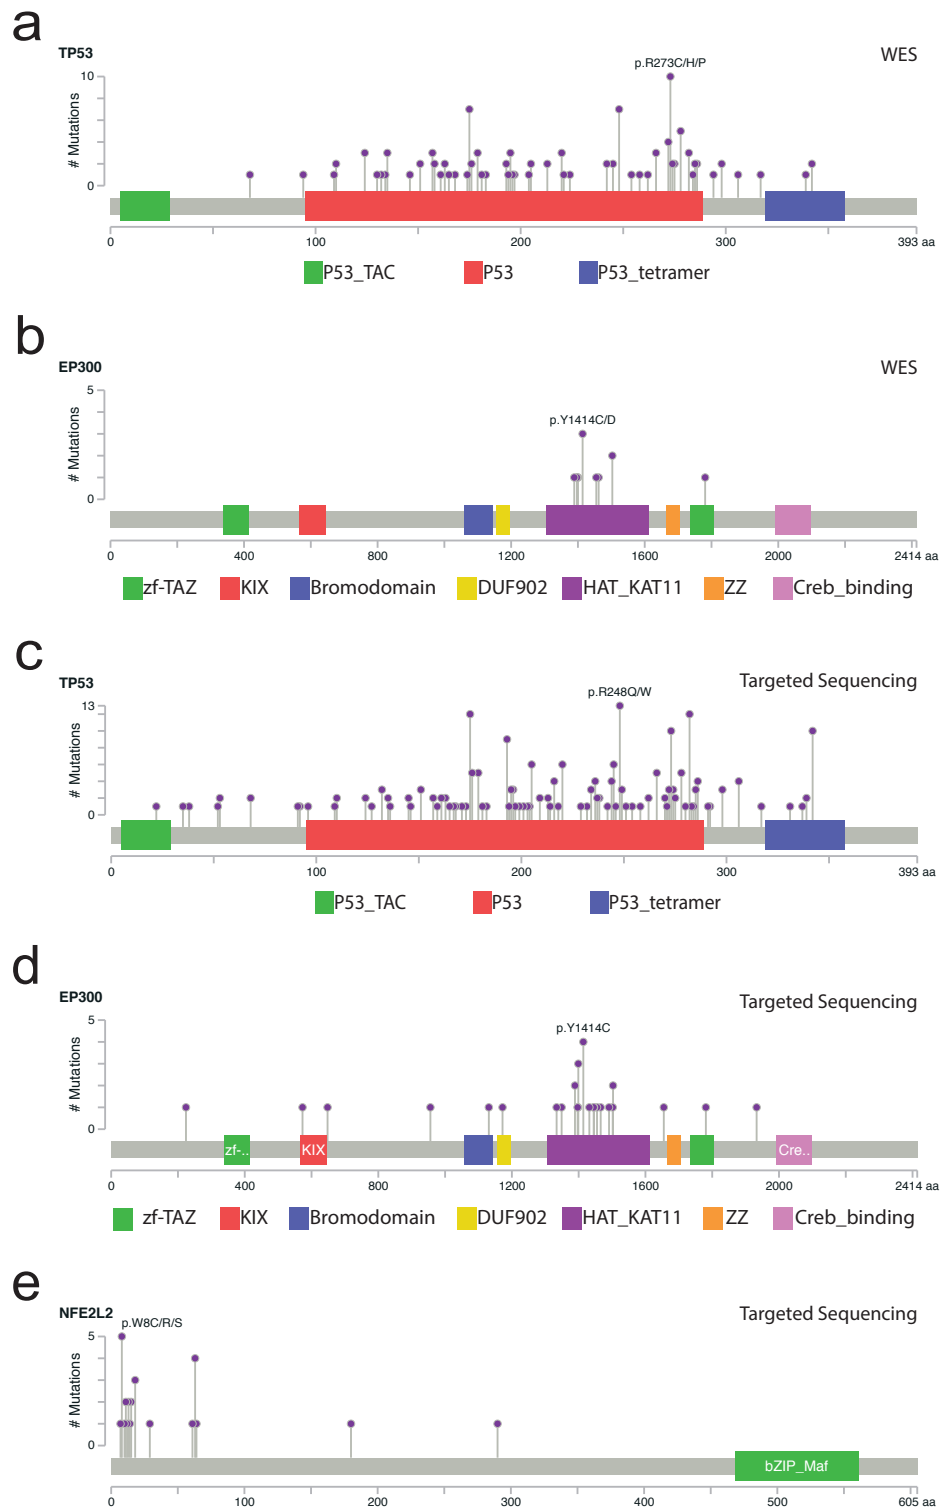 a
TP53
WES
p.R273C/H/P
10
# Mutations
0
0 100 200 300 393 aa
P53_TAC P53 P53_tetramer
b
EP300
WES
5
p.Y1414C/D
# Mutations
0
0 400 800 1200 1600 2000 2414 aa
zf-TAZ KIX Bromodomain DUF902 HAT_KAT11 ZZ Creb_binding
c
TP53
Targeted Sequencing
p.R248Q/W
13
# Mutations
0
0 100 200 300 393 aa
P53_TAC P53 P53_tetramer
d
EP300
Targeted Sequencing
5
p.Y1414C
# Mutations
0
zf-.. KIX Cre..
0 400 800 1200 1600 2000 2414 aa
zf-TAZ KIX Bromodomain DUF902 HAT_KAT11 ZZ Creb_binding
e
NFE2L2
Targeted Sequencing
p.W8C/R/S
5
# Mutations
0
bZIP_Maf
0 100 200 300 400 500 605 aa